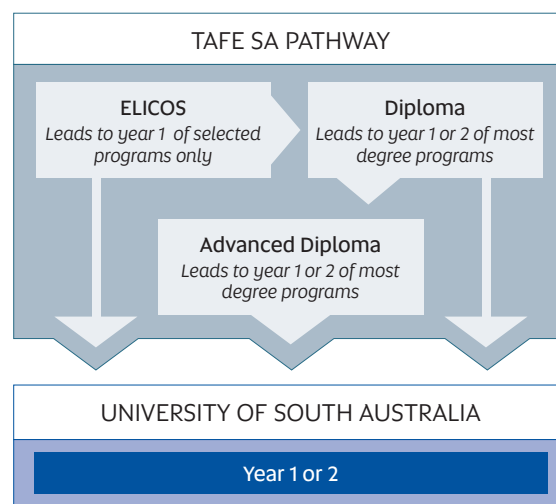 TAFE SA PATHWAY
ELICOS
Leads to year 1 of selected
programs only
Diploma
Leads to year 1 or 2 of most
degree programs
Advanced Diploma
Leads to year 1 or 2 of most
degree programs
UNIVERSITY OF SOUTH AUSTRALIA
Year 1 or 2